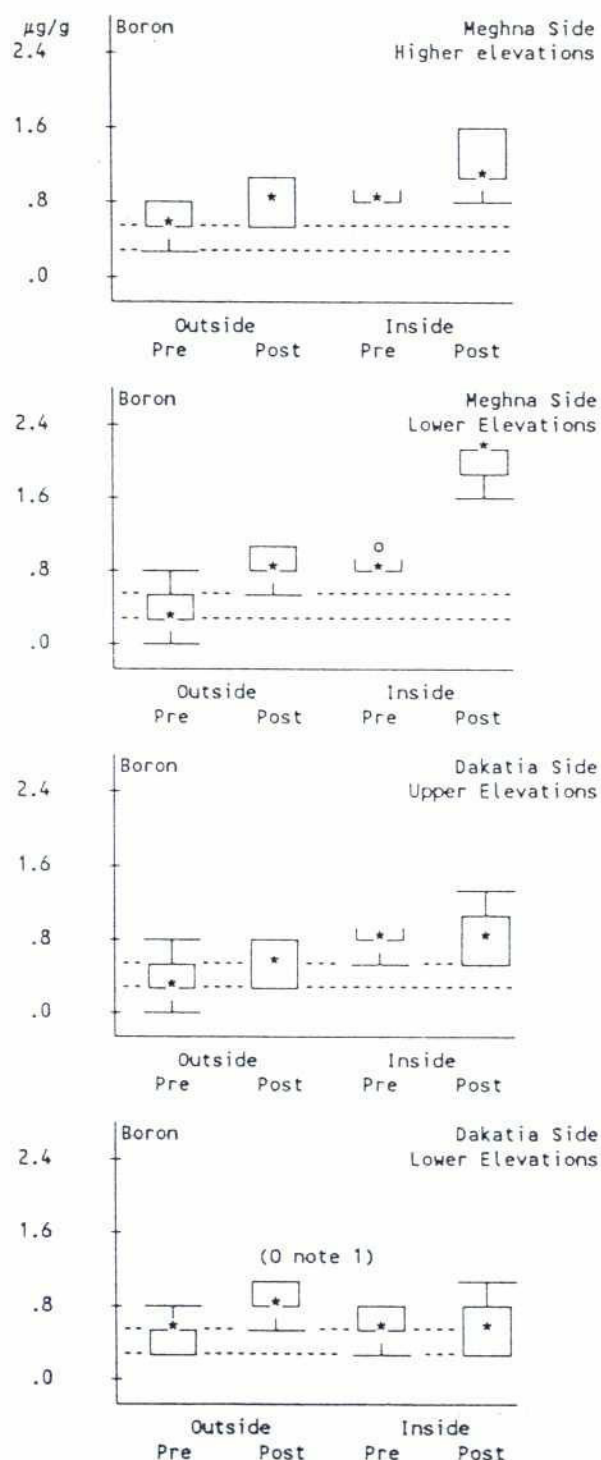 µg/g Boron Meghna Side
2.4 Higher elevations
1.6
.8
.0
Outside Inside
Pre Post Pre Post
Boron Meghna Side
2.4 Lower Elevations
1.6
.8
.0
Outside Inside
Pre Post Pre Post
Boron Dakatia Side
2.4 Upper Elevations
1.6
.8
.0
Outside Inside
Pre Post Pre Post
Boron Dakatia Side
2.4 Lower Elevations
1.6
(O note 1)
.8
.0
Outside Inside
Pre Post Pre Post